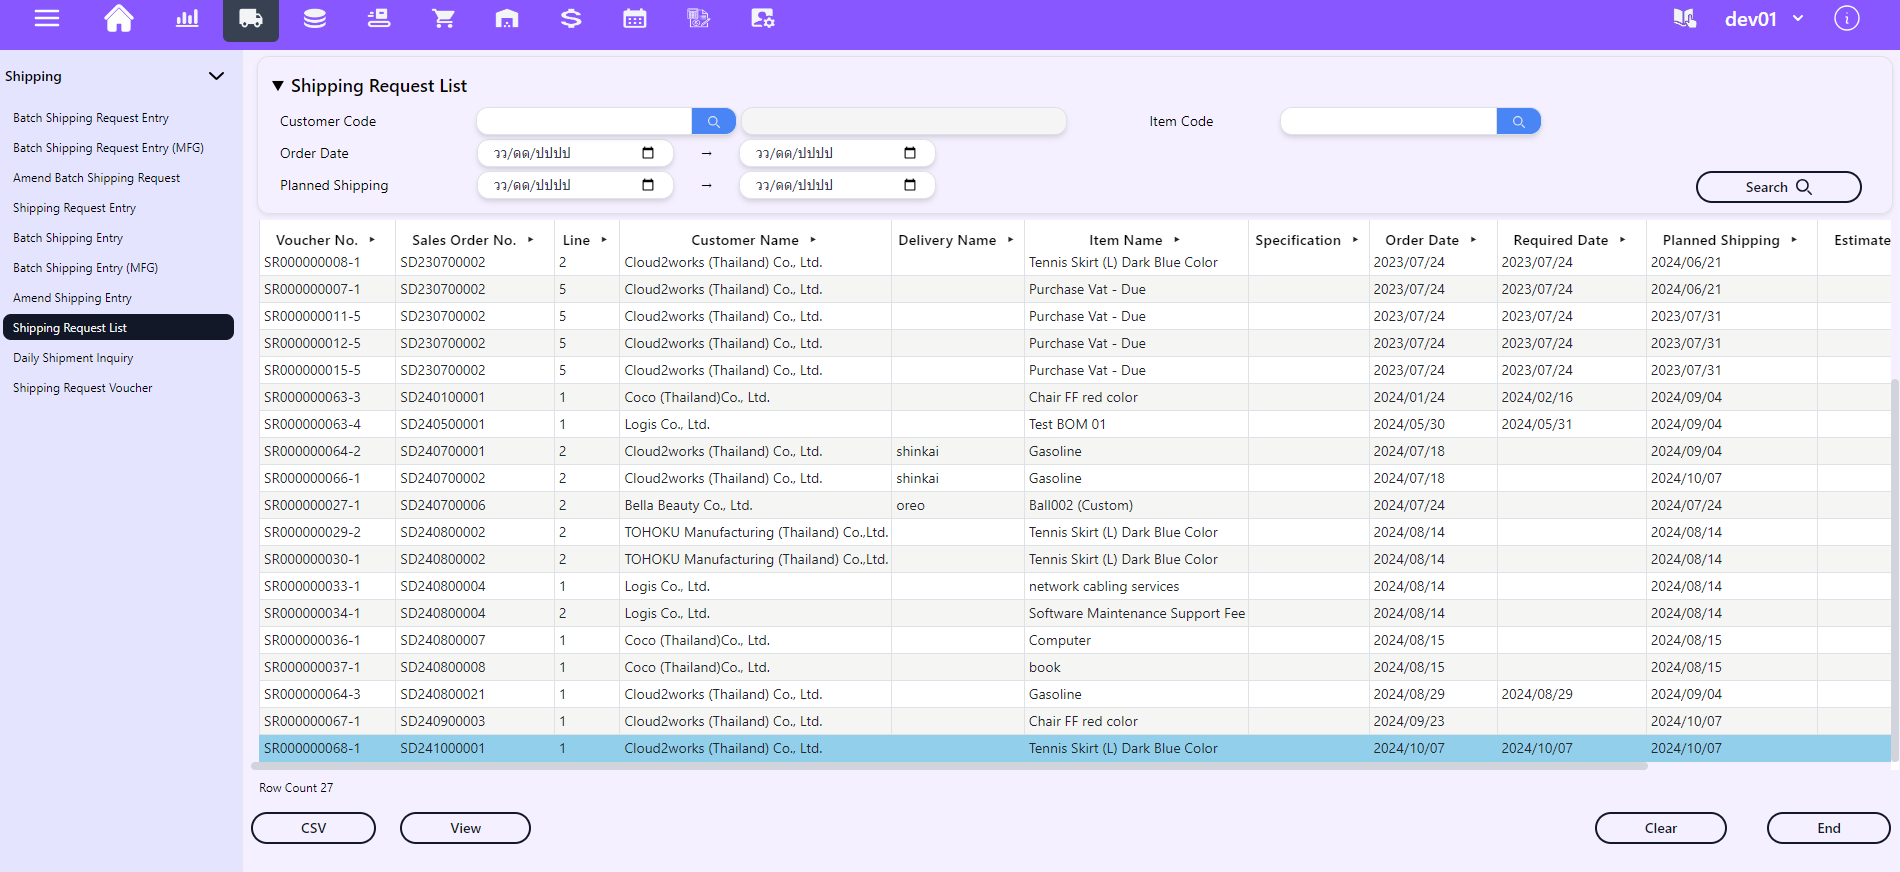 dev01
Shipping
Batch Shipping Request Entry
Batch Shipping Request Entry (MFG)
Amend Batch Shipping Request
Shipping Request Entry
Batch Shipping Entry
Batch Shipping Entry (MFG)
Amend Shipping Entry
Shipping Request List
Daily Shipment Inquiry
Shipping Request Voucher
▼ Shipping Request List
Customer Code Item Code
Order Date วว/ดด/ปปปป → วว/ดด/ปปปป
Planned Shipping วว/ดด/ปปปป → วว/ดด/ปปปป
Search
Voucher No. Sales Order No. Line Customer Name Delivery Name Item Name Specification Order Date Required Date Planned Shipping Estimate
SR000000008-1 SD230700002 2 Cloud2works (Thailand) Co., Ltd. Tennis Skirt (L) Dark Blue Color 2023/07/24 2023/07/24 2024/06/21
SR000000007-1 SD230700002 5 Cloud2works (Thailand) Co., Ltd. Purchase Vat - Due 2023/07/24 2023/07/24 2024/06/21
SR000000011-5 SD230700002 5 Cloud2works (Thailand) Co., Ltd. Purchase Vat - Due 2023/07/24 2023/07/24 2023/07/31
SR000000012-5 SD230700002 5 Cloud2works (Thailand) Co., Ltd. Purchase Vat - Due 2023/07/24 2023/07/24 2023/07/31
SR000000015-5 SD230700002 5 Cloud2works (Thailand) Co., Ltd. Purchase Vat - Due 2023/07/24 2023/07/24 2023/07/31
SR000000063-3 SD240100001 1 Coco (Thailand)Co., Ltd. Chair FF red color 2024/01/24 2024/02/16 2024/09/04
SR000000063-4 SD240500001 1 Logis Co., Ltd. Test BOM 01 2024/05/30 2024/05/31 2024/09/04
SR000000064-2 SD240700001 2 Cloud2works (Thailand) Co., Ltd. shinkai Gasoline 2024/07/18 2024/09/04
SR000000066-1 SD240700002 2 Cloud2works (Thailand) Co., Ltd. shinkai Gasoline 2024/07/18 2024/10/07
SR000000027-1 SD240700006 2 Bella Beauty Co., Ltd. oreo Ball002 (Custom) 2024/07/24 2024/07/24
SR000000029-2 SD240800002 2 TOHOKU Manufacturing (Thailand) Co.,Ltd. Tennis Skirt (L) Dark Blue Color 2024/08/14 2024/08/14
SR000000030-1 SD240800002 2 TOHOKU Manufacturing (Thailand) Co.,Ltd. Tennis Skirt (L) Dark Blue Color 2024/08/14 2024/08/14
SR000000033-1 SD240800004 1 Logis Co., Ltd. network cabling services 2024/08/14 2024/08/14
SR000000034-1 SD240800004 2 Logis Co., Ltd. Software Maintenance Support Fee 2024/08/14 2024/08/14
SR000000036-1 SD240800007 1 Coco (Thailand)Co., Ltd. Computer 2024/08/15 2024/08/15
SR000000037-1 SD240800008 1 Coco (Thailand)Co., Ltd. book 2024/08/15 2024/08/15
SR000000064-3 SD240800021 1 Cloud2works (Thailand) Co., Ltd. Gasoline 2024/08/29 2024/08/29 2024/09/04
SR000000067-1 SD240900003 1 Cloud2works (Thailand) Co., Ltd. Chair FF red color 2024/09/23 2024/10/07
SR000000068-1 SD241000001 1 Cloud2works (Thailand) Co., Ltd. Tennis Skirt (L) Dark Blue Color 2024/10/07 2024/10/07 2024/10/07
Row Count 27
CSV View Clear End